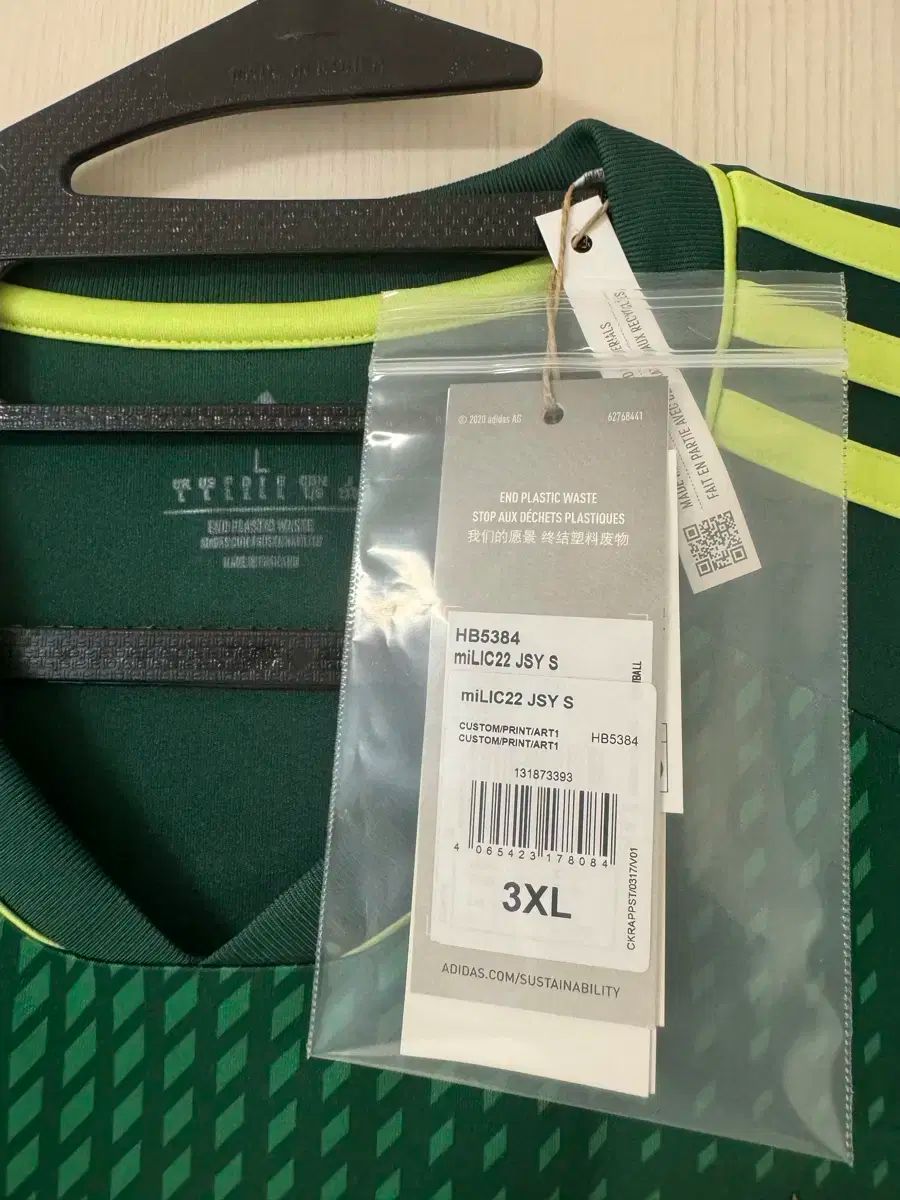 © 2020 adidas AG
62768441
END PLASTIC WASTE
STOP AUX DÉCHETS PLASTIQUES
我们的愿景 终结塑料废物
HB5384
miLIC22 JSY S
miLIC22 JSY S
CUSTOM/PRINT/ART1
CUSTOM/PRINT/ART1
HB5384
131873393
4 065423 178084
3XL
CKRAPPST/0317/V01
ADIDAS.COM/SUSTAINABILITY
MADE
FAIT EN PARTIE AVEC
AUX
L
END PLASTIC WASTE